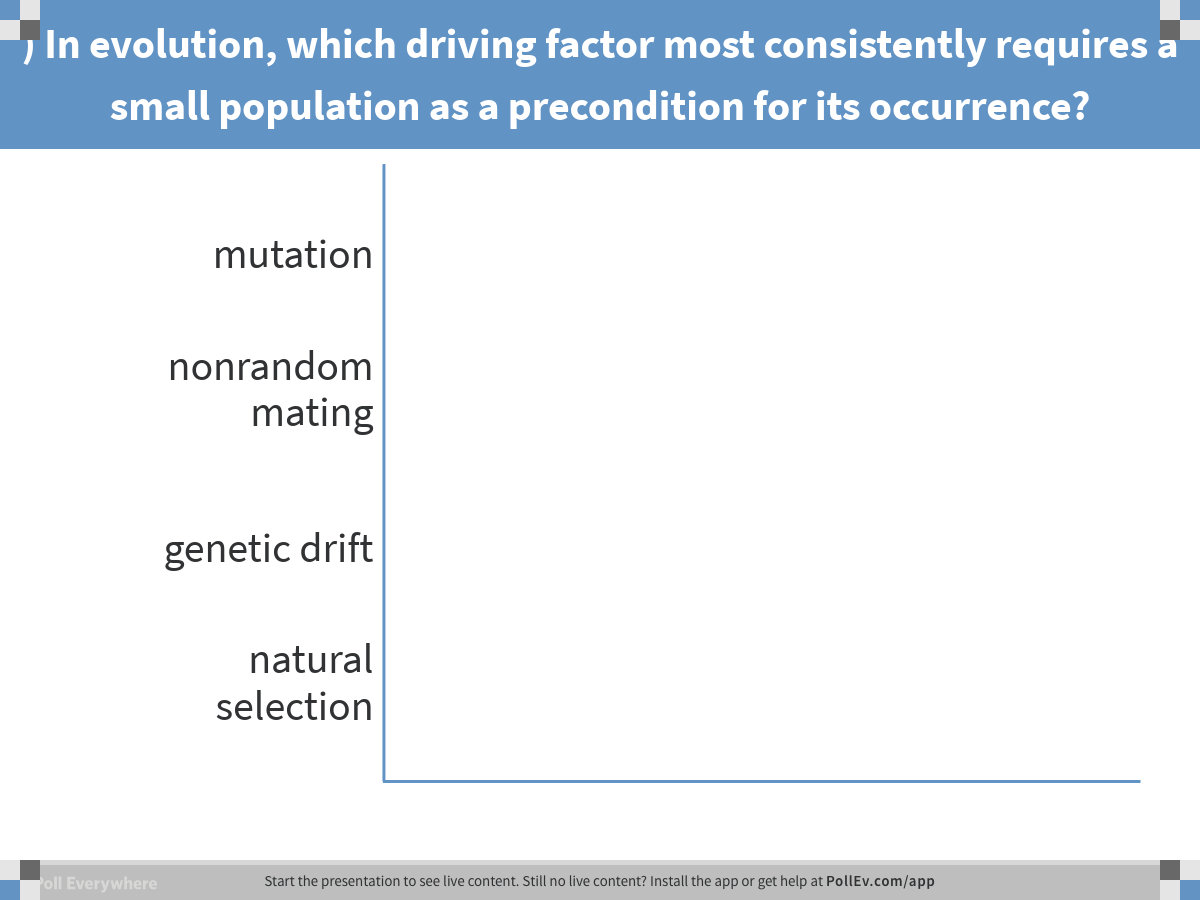 ) In evolution, which driving factor most consistently requires a
small population as a precondition for its occurrence?
mutation
nonrandom
mating
genetic drift
natural
selection
Poll Everywhere
Start the presentation to see live content. Still no live content? Install the app or get help at PollEv.com/app